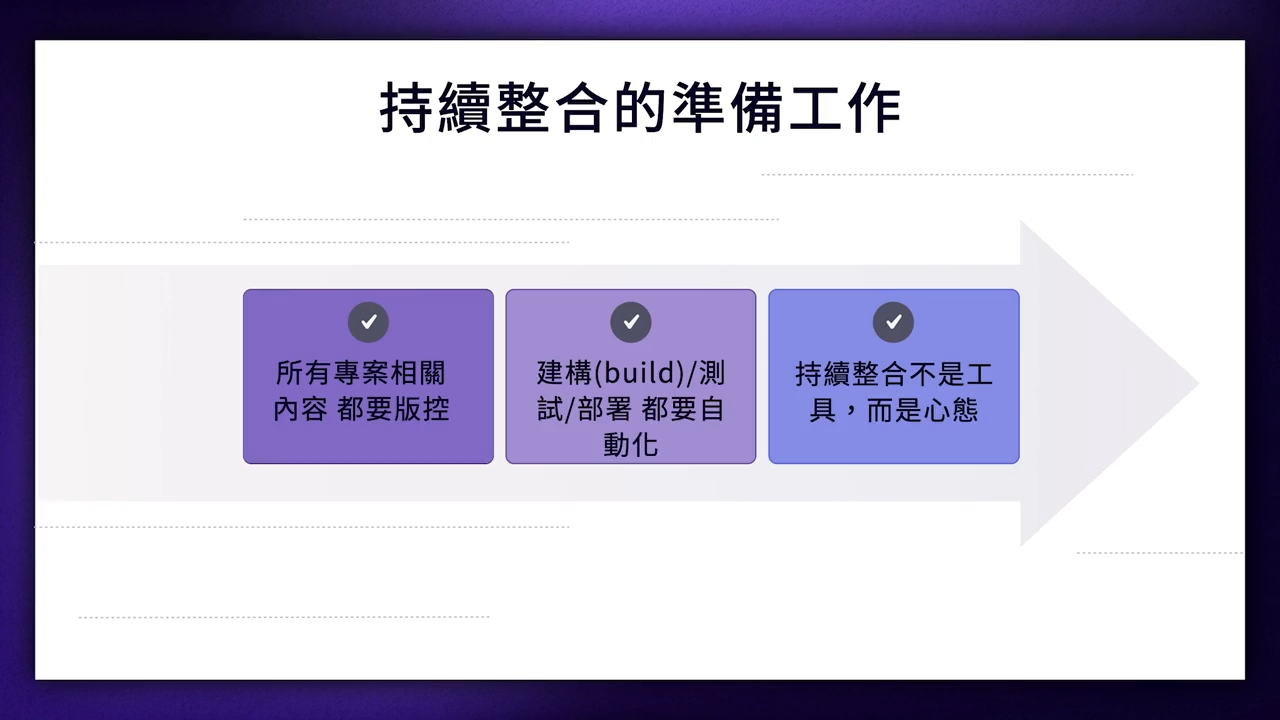 持續整合的準備工作
所有專案相關
內容 都要版控
建構(build)/測
試/部署 都要自
動化
持續整合不是工
具，而是心態